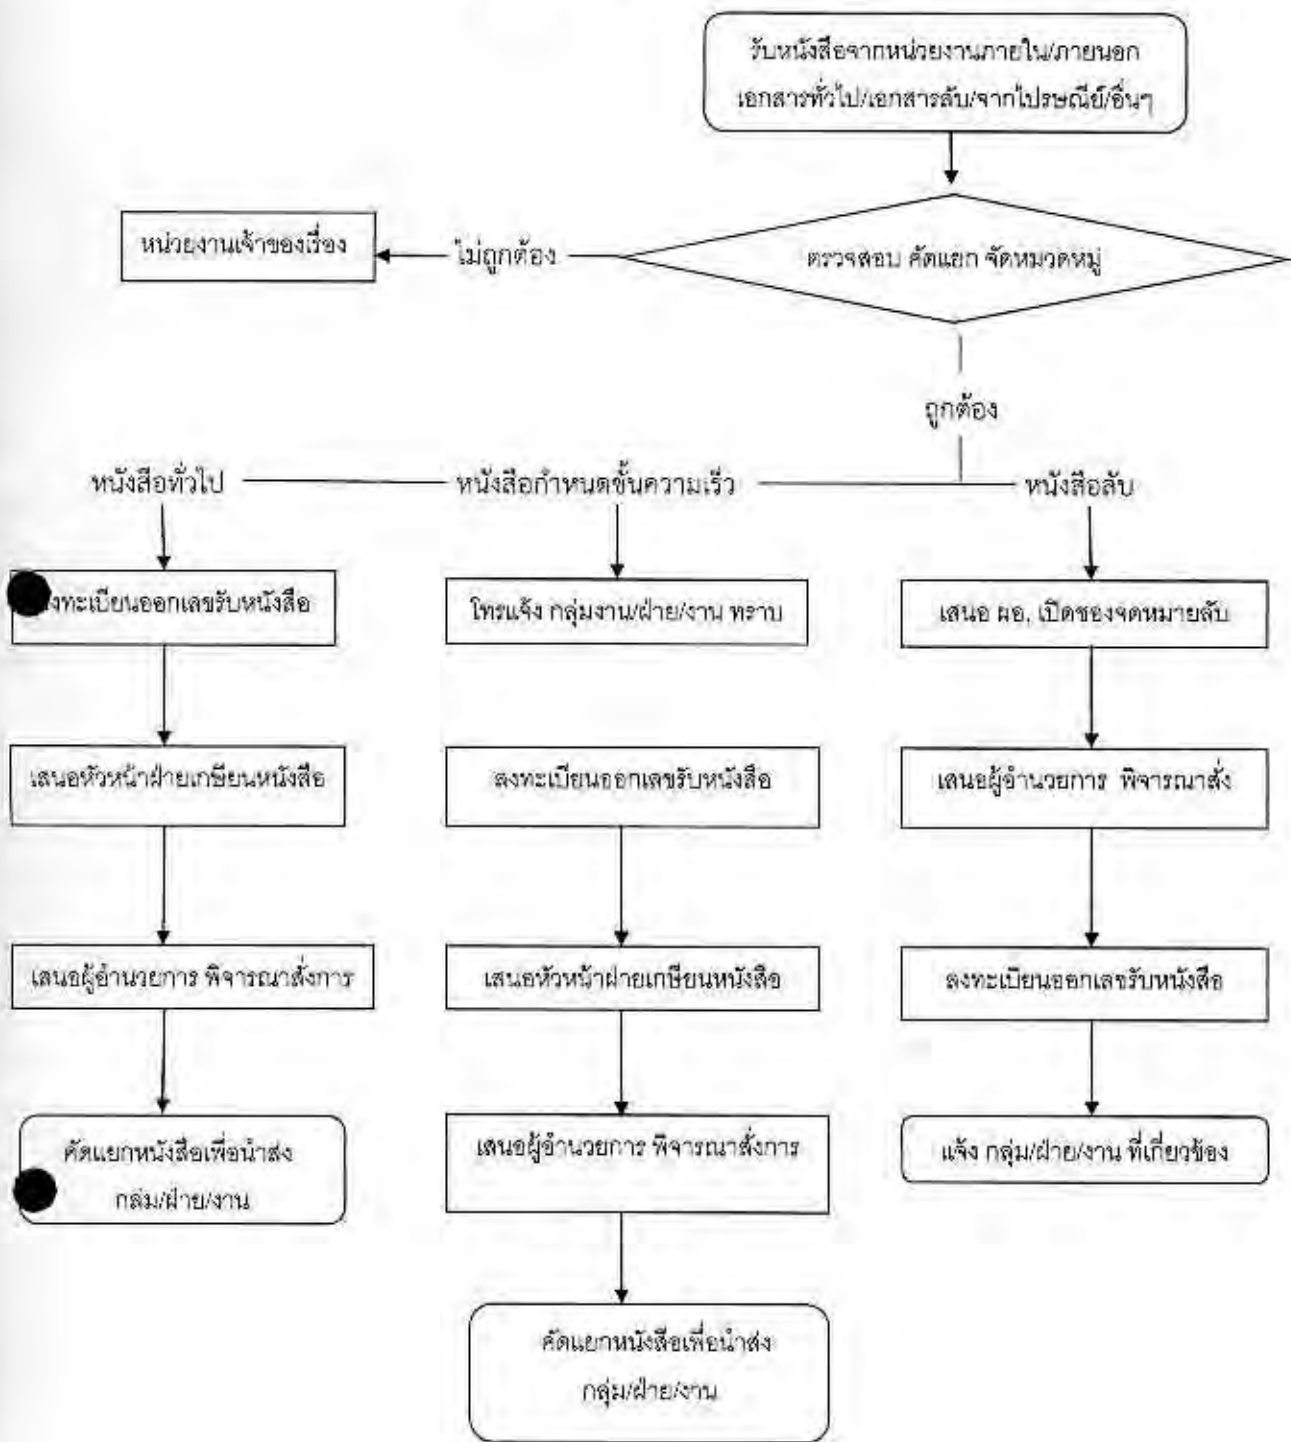 รับหนังสือจากหน่วยงานภายใน/ภายนอก
เอกสารทั่วไป/เอกสารลับ/จากไปรษณีย์/อื่นๆ
ตรวจสอบ คัดแยก จัดหมวดหมู่
ไม่ถูกต้อง
หน่วยงานเจ้าของเรื่อง
ถูกต้อง
หนังสือทั่วไป
หนังสือกำหนดชั้นความเร็ว
หนังสือลับ
งทะเบียนออกเลขรับหนังสือ
โทรแจ้ง กลุ่มงาน/ฝ่าย/งาน ทราบ
เสนอ ผอ. เปิดซองจดหมายลับ
เสนอหัวหน้าฝ่ายเกษียนหนังสือ
ลงทะเบียนออกเลขรับหนังสือ
เสนอผู้อำนวยการ พิจารณาสั่ง
เสนอผู้อำนวยการ พิจารณาสั่งการ
เสนอหัวหน้าฝ่ายเกษียนหนังสือ
ลงทะเบียนออกเลขรับหนังสือ
คัดแยกหนังสือเพื่อนำส่ง
กลุ่ม/ฝ่าย/งาน
เสนอผู้อำนวยการ พิจารณาสั่งการ
แจ้ง กลุ่ม/ฝ่าย/งาน ที่เกี่ยวข้อง
คัดแยกหนังสือเพื่อนำส่ง
กลุ่ม/ฝ่าย/งาน